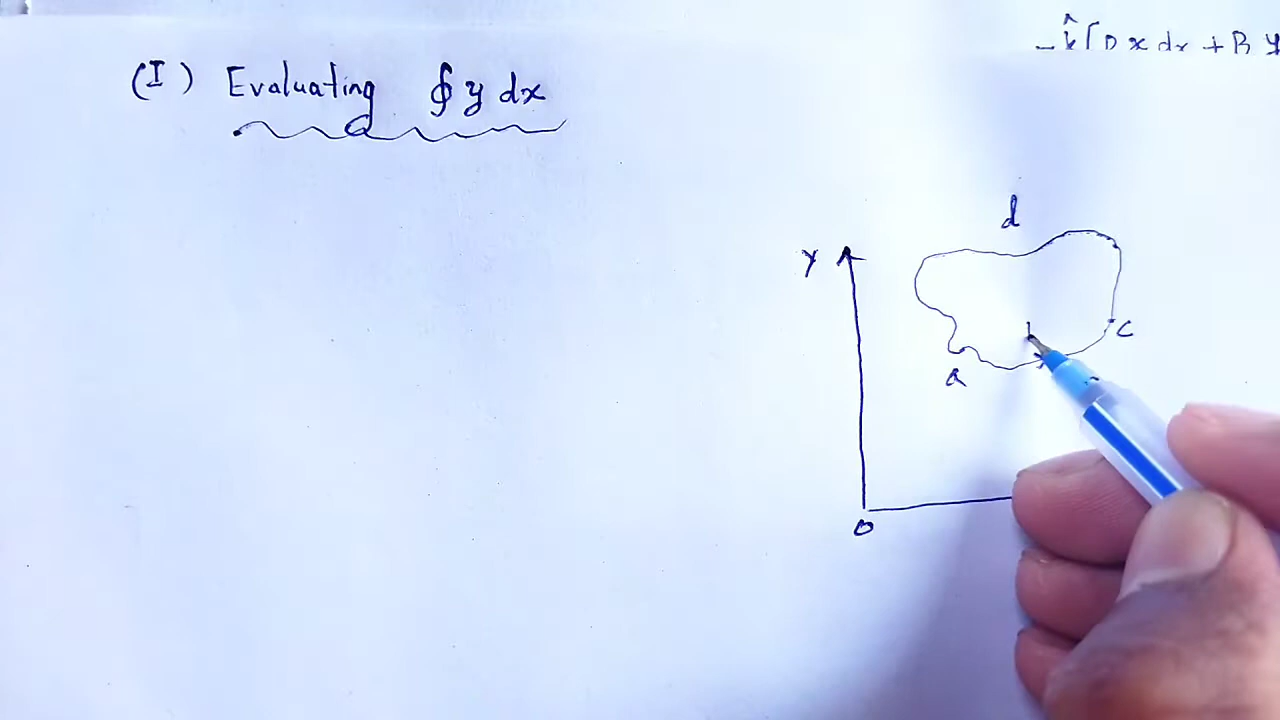 (I) Evaluating ∮ y dx
d
Y
c
a
b
O